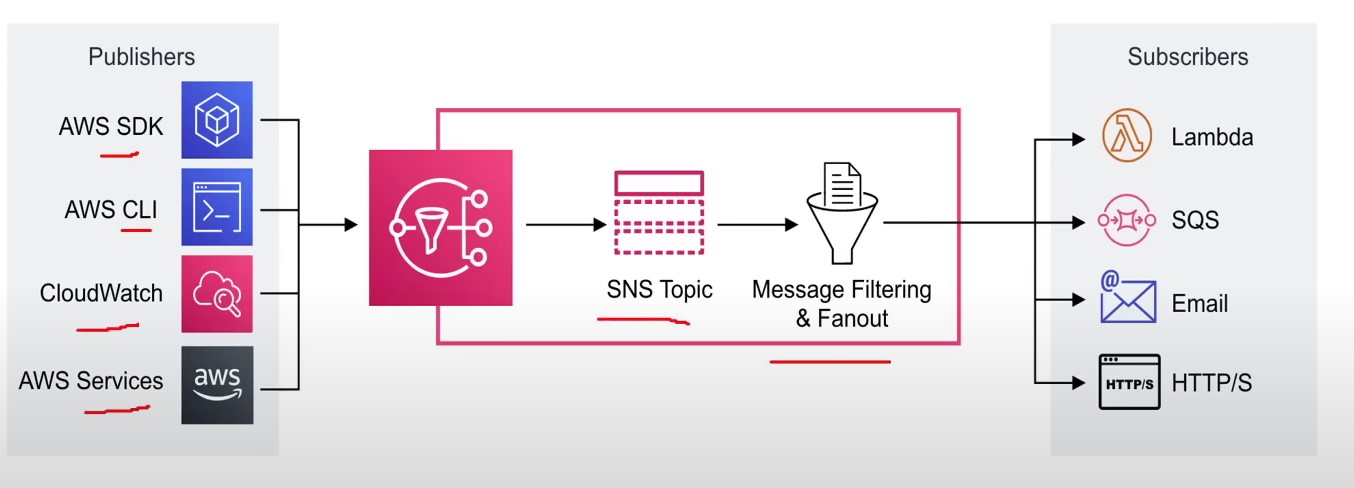 Publishers
Subscribers
AWS SDK
AWS CLI
CloudWatch
AWS Services
aws
SNS Topic
Message Filtering
& Fanout
Lambda
SQS
@
Email
HTTP/S
HTTP/S